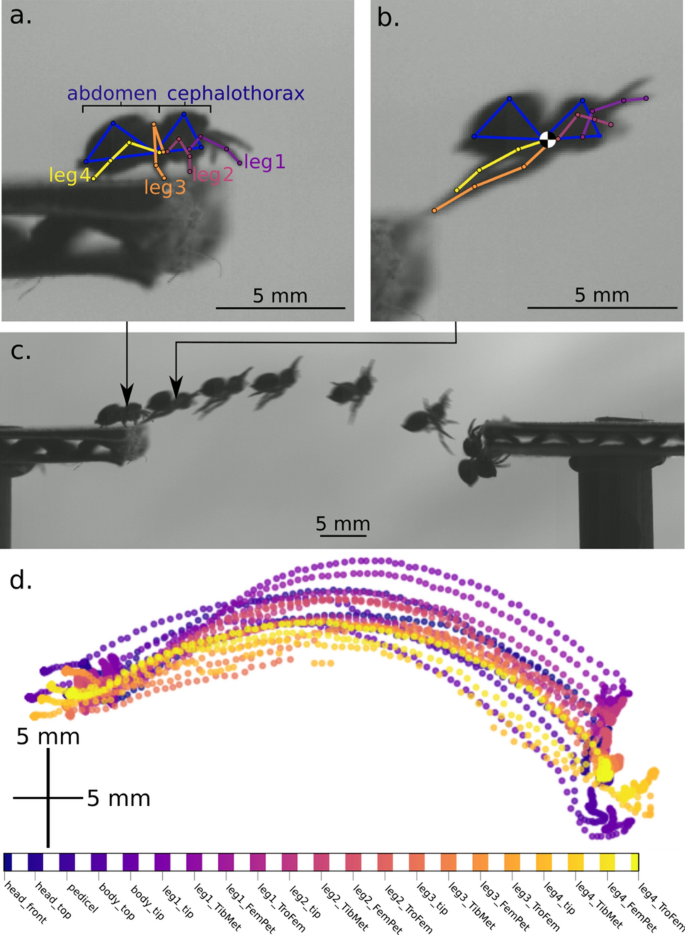 a.
abdomen cephalothorax
leg4
leg3
leg2
leg1
5 mm
b.
5 mm
c.
5 mm
d.
5 mm
5 mm
head_front
head_top
pedicel
body_top
body_tip
leg1_tip
leg1_TibMet
leg1_FemPet
leg1_TroFem
leg2_tip
leg2_TibMet
leg2_FemPet
leg2_TroFem
leg3_tip
leg3_TibMet
leg3_FemPet
leg3_TroFem
leg4_tip
leg4_TibMet
leg4_FemPet
leg4_TroFem